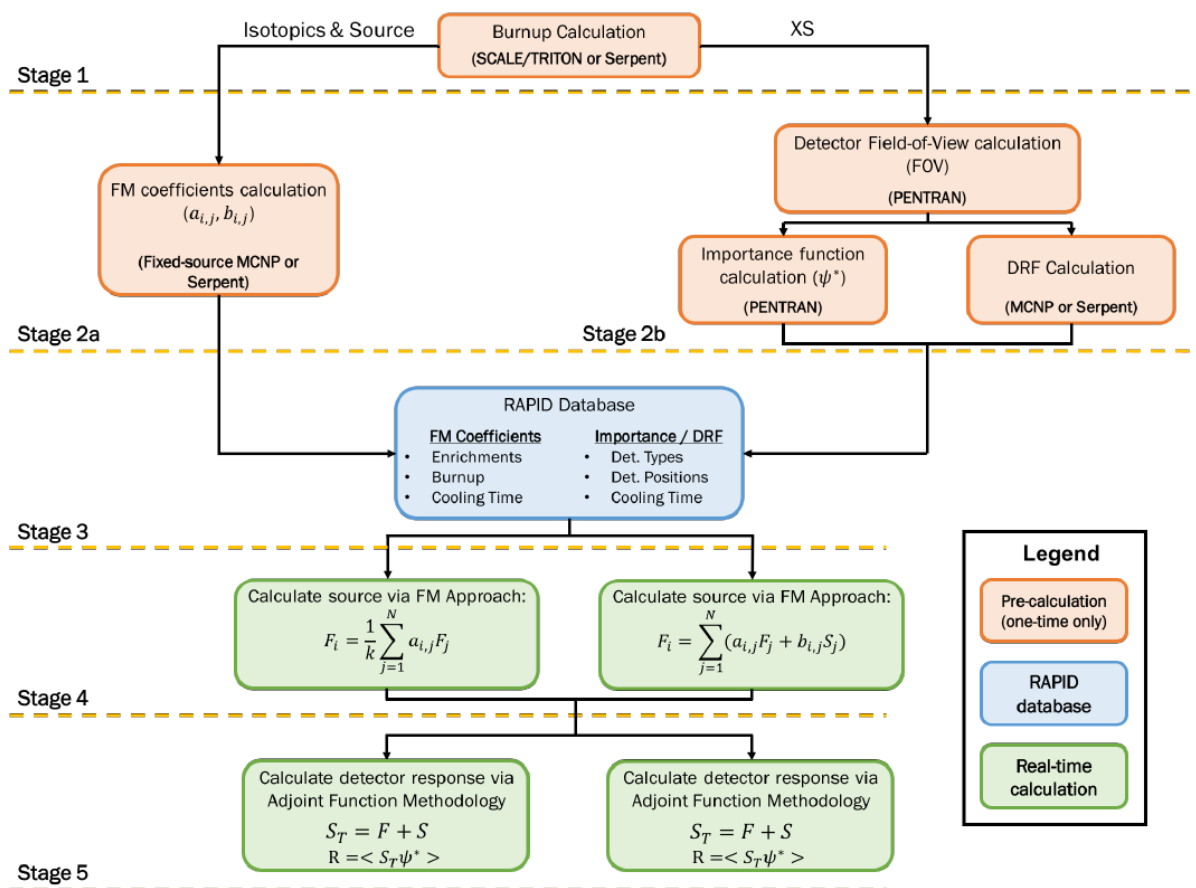 Isotopics & Source
Burnup Calculation
(SCALE/TRITON or Serpent)
XS
Stage 1
Detector Field-of-View calculation
(FOV)
(PENTRAN)
FM coefficients calculation
(a_{i,j}, b_{i,j})
(Fixed-source MCNP or
Serpent)
Importance function
calculation (ψ*)
(PENTRAN)
DRF Calculation
(MCNP or Serpent)
Stage 2a
Stage 2b
RAPID Database
FM Coefficients
• Enrichments
• Burnup
• Cooling Time
Importance / DRF
• Det. Types
• Det. Positions
• Cooling Time
Stage 3
Calculate source via FM Approach:
F_i = \frac{1}{k} \sum_{j=1}^{N} a_{i,j} F_j
Calculate source via FM Approach:
F_i = \sum_{j=1}^{N} (a_{i,j} F_j + b_{i,j} S_j)
Stage 4
Calculate detector response via
Adjoint Function Methodology
S_T = F + S
R =< S_T ψ* >
Calculate detector response via
Adjoint Function Methodology
S_T = F + S
R =< S_T ψ* >
Stage 5
Legend
Pre-calculation
(one-time only)
RAPID
database
Real-time
calculation